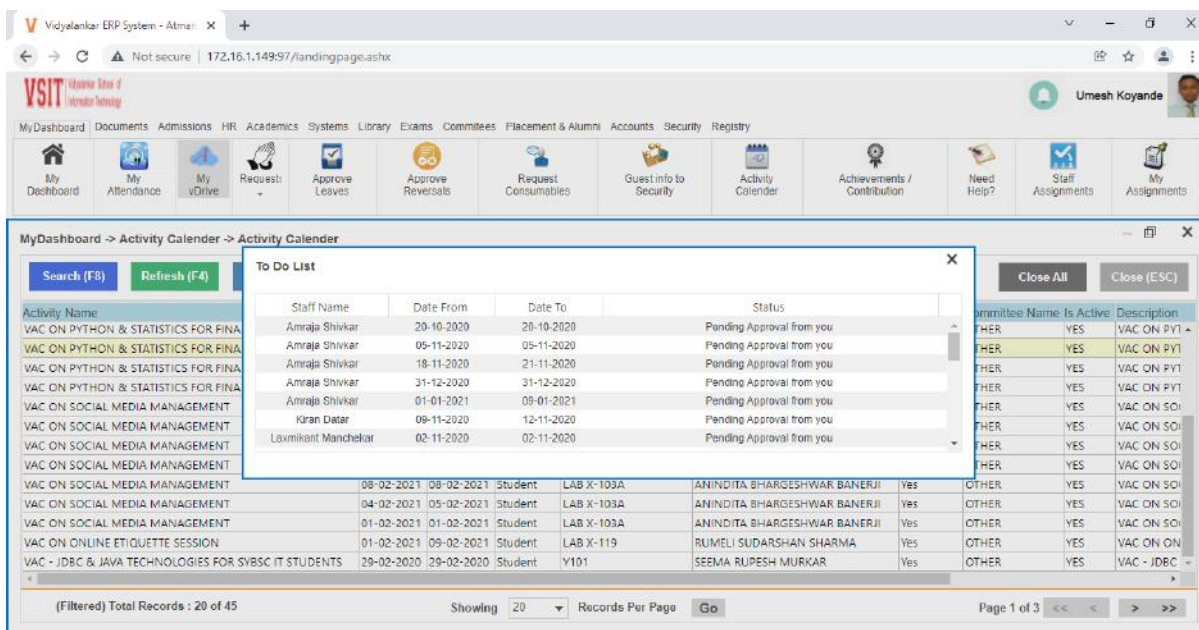 Vidyalankar ERP System - Atman
Not secure | 172.16.1.149:97/landingpage.ashx
VSIT Vidyalankar School of
Information Technology
Umesh Koyande
MyDashboard Documents Admissions HR Academics Systems Library Exams Commitees Placement & Alumni Accounts Security Registry
My Dashboard
My Attendance
My vDrive
Requests
Approve Leaves
Approve Reversals
Request Consumables
Guest info to Security
Activity Calender
Achievements / Contribution
Need Help?
Staff Assignments
My Assignments
MyDashboard -> Activity Calender -> Activity Calender
Search (F8) Refresh (F4) Close All Close (ESC)
To Do List
Staff Name Date From Date To Status
Amraja Shivkar 20-10-2020 20-10-2020 Pending Approval from you
Amraja Shivkar 05-11-2020 05-11-2020 Pending Approval from you
Amraja Shivkar 18-11-2020 21-11-2020 Pending Approval from you
Amraja Shivkar 31-12-2020 31-12-2020 Pending Approval from you
Amraja Shivkar 01-01-2021 09-01-2021 Pending Approval from you
Kiran Datar 09-11-2020 12-11-2020 Pending Approval from you
Laxmikant Manchekar 02-11-2020 02-11-2020 Pending Approval from you
Activity Name ommittee Name Is Active Description
VAC ON PYTHON & STATISTICS FOR FINA THER YES VAC ON PYT
VAC ON PYTHON & STATISTICS FOR FINA THER YES VAC ON PYT
VAC ON PYTHON & STATISTICS FOR FINA THER YES VAC ON PYT
VAC ON PYTHON & STATISTICS FOR FINA THER YES VAC ON PYT
VAC ON SOCIAL MEDIA MANAGEMENT THER YES VAC ON SO
VAC ON SOCIAL MEDIA MANAGEMENT THER YES VAC ON SO
VAC ON SOCIAL MEDIA MANAGEMENT THER YES VAC ON SO
VAC ON SOCIAL MEDIA MANAGEMENT THER YES VAC ON SO
VAC ON SOCIAL MEDIA MANAGEMENT 08-02-2021 08-02-2021 Student LAB X-103A ANINDITA BHARGESHWAR BANERJI Yes OTHER YES VAC ON SO
VAC ON SOCIAL MEDIA MANAGEMENT 04-02-2021 05-02-2021 Student LAB X-103A ANINDITA BHARGESHWAR BANERJI Yes OTHER YES VAC ON SO
VAC ON SOCIAL MEDIA MANAGEMENT 01-02-2021 01-02-2021 Student LAB X-103A ANINDITA BHARGESHWAR BANERJI Yes OTHER YES VAC ON SO
VAC ON ONLINE ETIQUETTE SESSION 01-02-2021 09-02-2021 Student LAB X-119 RUMELI SUDARSHAN SHARMA Yes OTHER YES VAC ON ON
VAC - JDBC & JAVA TECHNOLOGIES FOR SYBSC IT STUDENTS 29-02-2020 29-02-2020 Student Y101 SEEMA RUPESH MURKAR Yes OTHER YES VAC - JDBC
(Filtered) Total Records : 20 of 45 Showing 20 Records Per Page Go Page 1 of 3 << < > >>